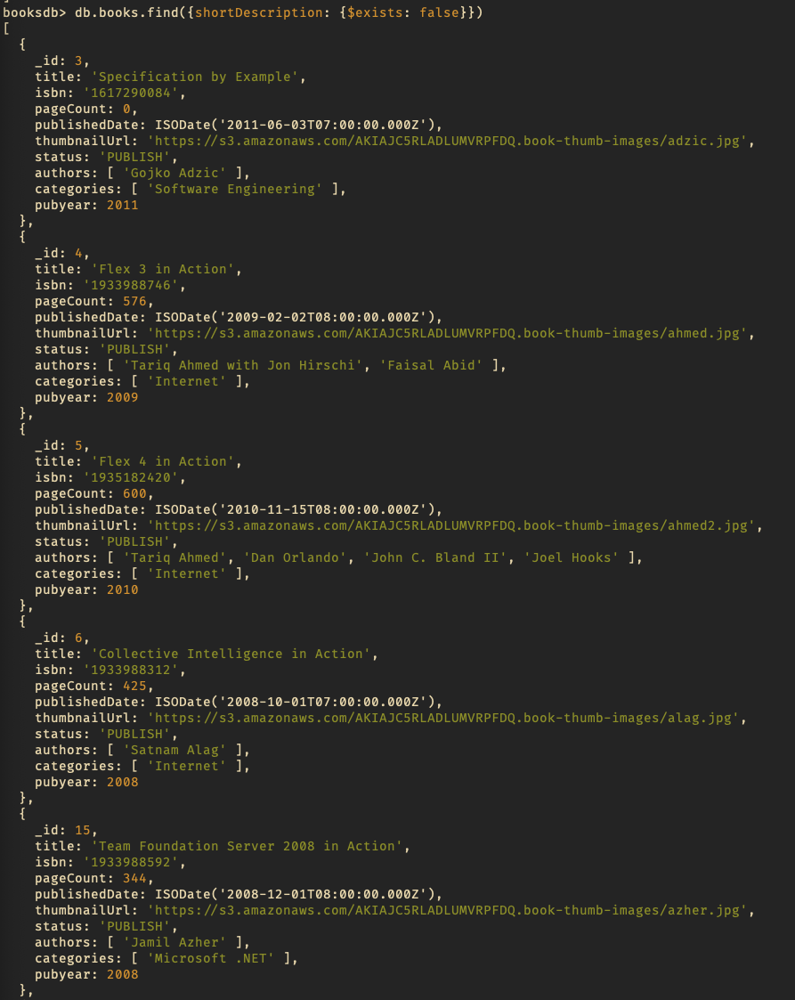 booksdb> db.books.find({shortDescription: {$exists: false}})
[
  {
    _id: 3,
    title: 'Specification by Example',
    isbn: '1617290084',
    pageCount: 0,
    publishedDate: ISODate('2011-06-03T07:00:00.000Z'),
    thumbnailUrl: 'https://s3.amazonaws.com/AKIAJC5RLADLUMVRPFDQ.book-thumb-images/adzic.jpg',
    status: 'PUBLISH',
    authors: [ 'Gojko Adzic' ],
    categories: [ 'Software Engineering' ],
    pubyear: 2011
  },
  {
    _id: 4,
    title: 'Flex 3 in Action',
    isbn: '1933988746',
    pageCount: 576,
    publishedDate: ISODate('2009-02-02T08:00:00.000Z'),
    thumbnailUrl: 'https://s3.amazonaws.com/AKIAJC5RLADLUMVRPFDQ.book-thumb-images/ahmed.jpg',
    status: 'PUBLISH',
    authors: [ 'Tariq Ahmed with Jon Hirschi', 'Faisal Abid' ],
    categories: [ 'Internet' ],
    pubyear: 2009
  },
  {
    _id: 5,
    title: 'Flex 4 in Action',
    isbn: '1935182420',
    pageCount: 600,
    publishedDate: ISODate('2010-11-15T08:00:00.000Z'),
    thumbnailUrl: 'https://s3.amazonaws.com/AKIAJC5RLADLUMVRPFDQ.book-thumb-images/ahmed2.jpg',
    status: 'PUBLISH',
    authors: [ 'Tariq Ahmed', 'Dan Orlando', 'John C. Bland II', 'Joel Hooks' ],
    categories: [ 'Internet' ],
    pubyear: 2010
  },
  {
    _id: 6,
    title: 'Collective Intelligence in Action',
    isbn: '1933988312',
    pageCount: 425,
    publishedDate: ISODate('2008-10-01T07:00:00.000Z'),
    thumbnailUrl: 'https://s3.amazonaws.com/AKIAJC5RLADLUMVRPFDQ.book-thumb-images/alag.jpg',
    status: 'PUBLISH',
    authors: [ 'Satnam Alag' ],
    categories: [ 'Internet' ],
    pubyear: 2008
  },
  {
    _id: 15,
    title: 'Team Foundation Server 2008 in Action',
    isbn: '1933988592',
    pageCount: 344,
    publishedDate: ISODate('2008-12-01T08:00:00.000Z'),
    thumbnailUrl: 'https://s3.amazonaws.com/AKIAJC5RLADLUMVRPFDQ.book-thumb-images/azher.jpg',
    status: 'PUBLISH',
    authors: [ 'Jamil Azher' ],
    categories: [ 'Microsoft .NET' ],
    pubyear: 2008
  },